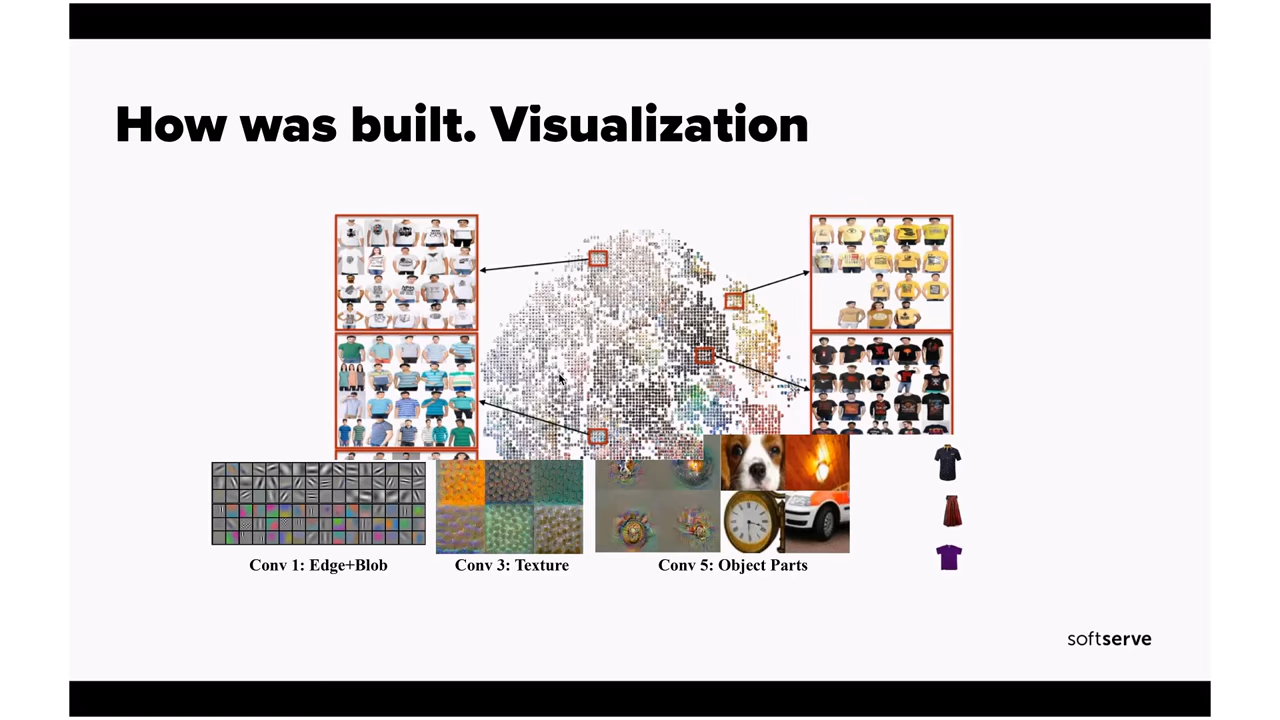 How was built. Visualization
Conv 1: Edge+Blob
Conv 3: Texture
Conv 5: Object Parts
softserve